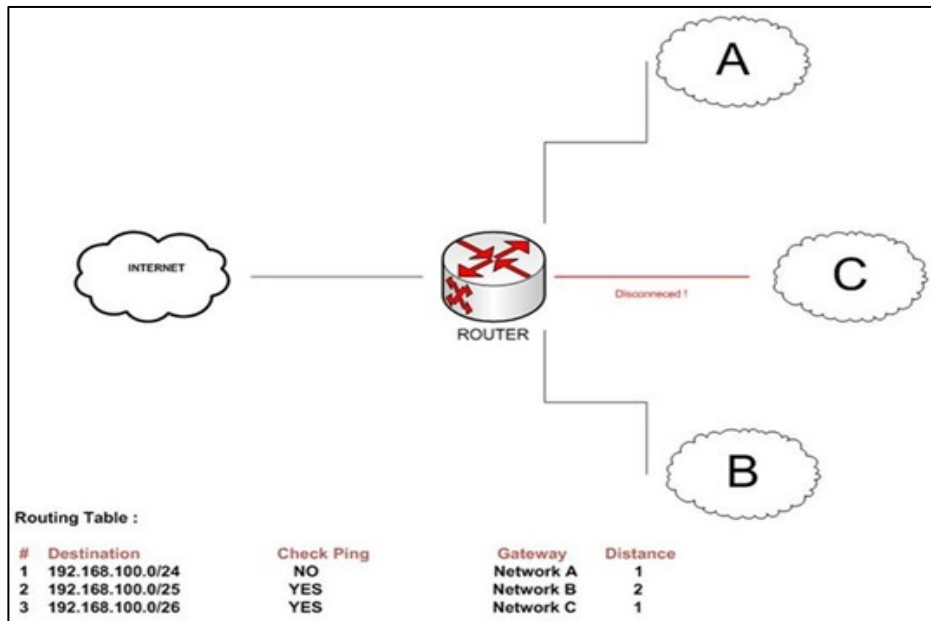 A
INTERNET
Disconneced !
C
ROUTER
B
Routing Table :
# Destination Check Ping Gateway Distance
1 192.168.100.0/24 NO Network A 1
2 192.168.100.0/25 YES Network B 2
3 192.168.100.0/26 YES Network C 1